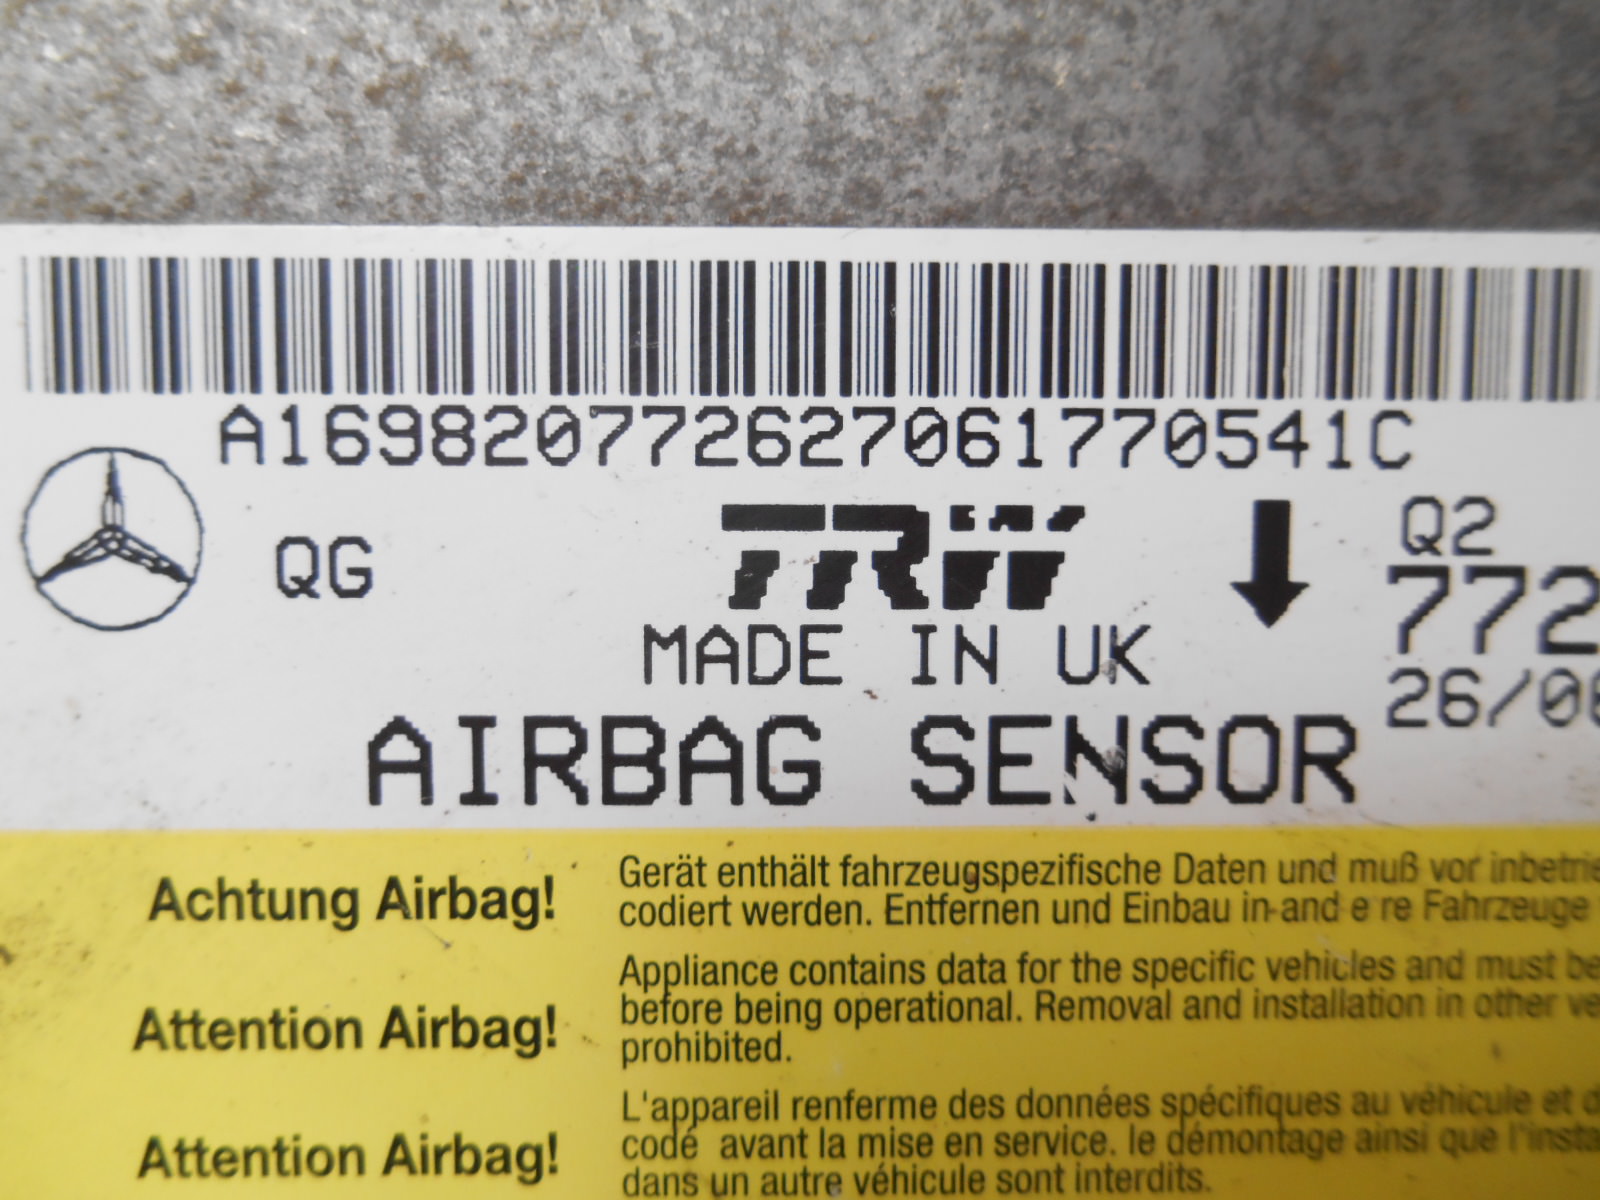 A1698207726270617705 41C
QG
TRW
Q2
772
MADE IN UK
26/0
AIRBAG SENSOR
Achtung Airbag!
Gerät enthält fahrzeugspezifische Daten und muß vor
codiert werden. Entfernen und Einbau in and e re Fahrzeuge
Attention Airbag!
Appliance contains data for the specific vehicles and must be
before being operational. Removal and installation in other
prohibited.
Attention Airbag!
L'appareil renferme des données spécifiques au véhicule et
codé avant la mise en service. le démontage ainsi que
dans un autre véhicule sont interdits.